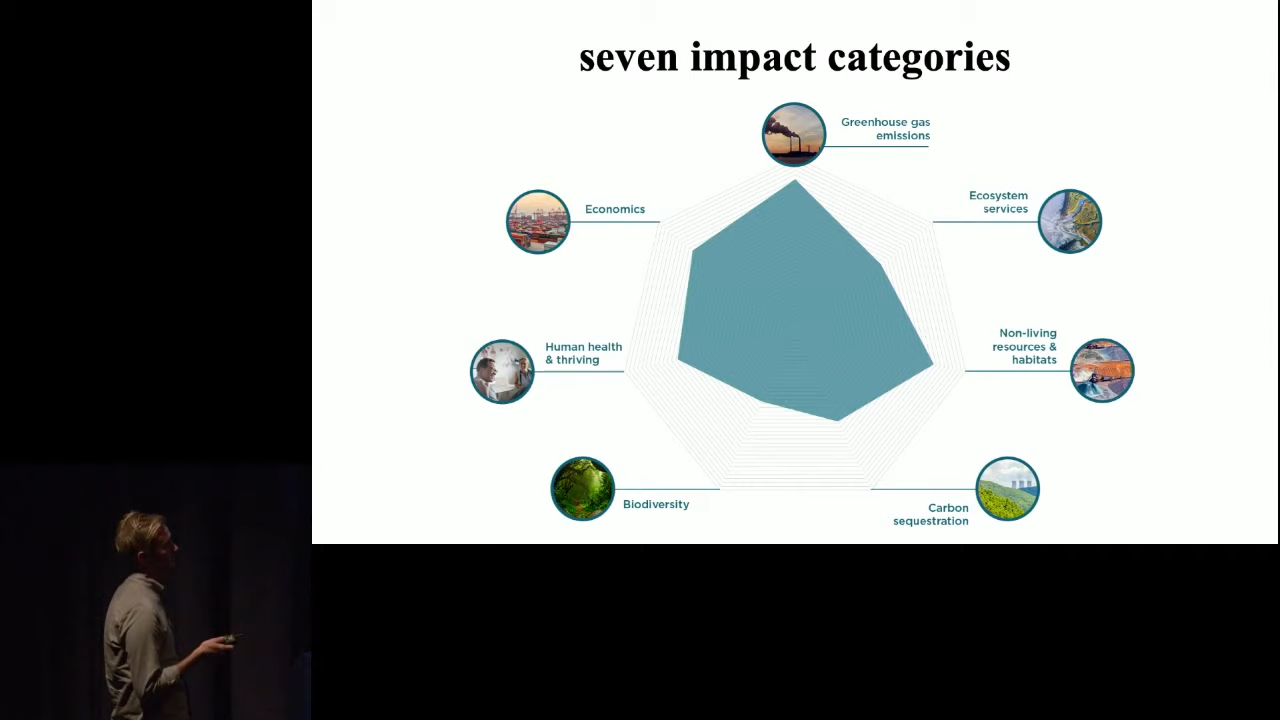 seven impact categories
Greenhouse gas
emissions
Economics
Ecosystem
services
Human health
& thriving
Non-living
resources &
habitats
Biodiversity
Carbon
sequestration